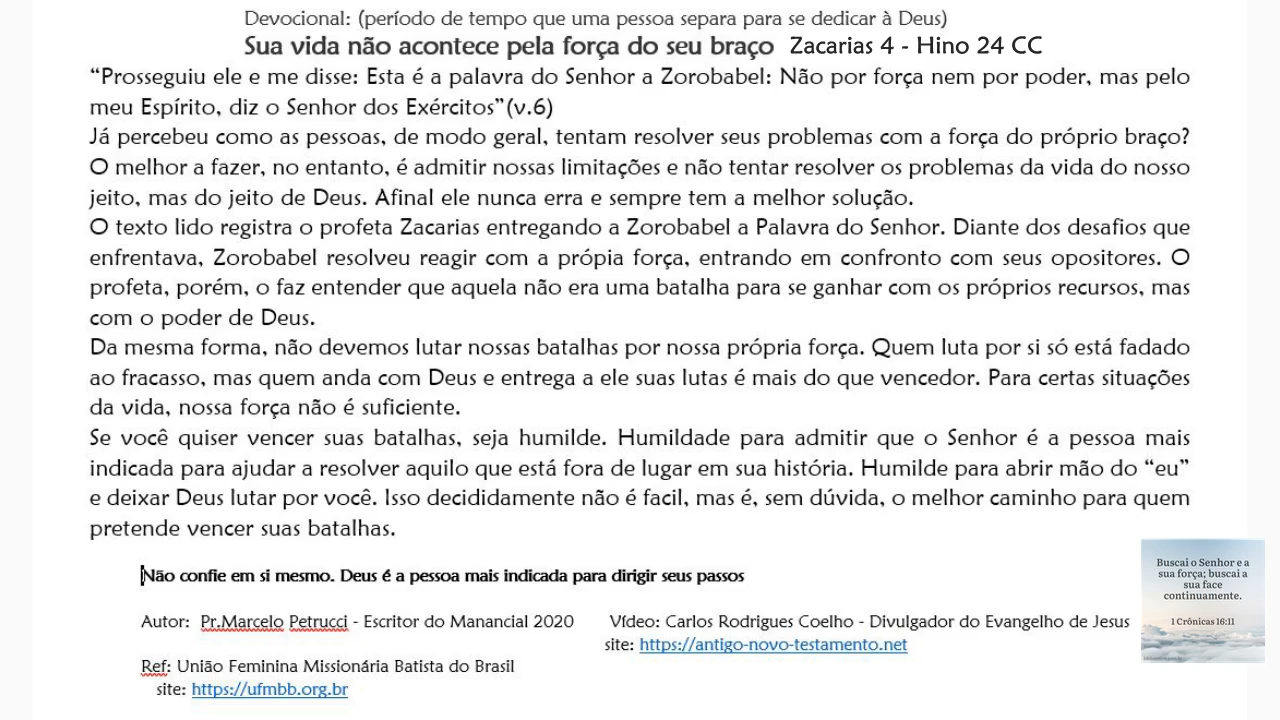 Devocional: (período de tempo que uma pessoa separa para se dedicar à Deus)
Sua vida não acontece pela força do seu braço Zacarias 4 - Hino 24 CC
“Prosseguiu ele e me disse: Esta é a palavra do Senhor a Zorobabel: Não por força nem por poder, mas pelo
meu Espírito, diz o Senhor dos Exércitos”(v.6)
Já percebeu como as pessoas, de modo geral, tentam resolver seus problemas com a força do próprio braço?
O melhor a fazer, no entanto, é admitir nossas limitações e não tentar resolver os problemas da vida do nosso
jeito, mas do jeito de Deus. Afinal ele nunca erra e sempre tem a melhor solução.
O texto lido registra o profeta Zacarias entregando a Zorobabel a Palavra do Senhor. Diante dos desafios que
enfrentava, Zorobabel resolveu reagir com a própia força, entrando em confronto com seus opositores. O
profeta, porém, o faz entender que aquela não era uma batalha para se ganhar com os próprios recursos, mas
com o poder de Deus.
Da mesma forma, não devemos lutar nossas batalhas por nossa própria força. Quem luta por si só está fadado
ao fracasso, mas quem anda com Deus e entrega a ele suas lutas é mais do que vencedor. Para certas situações
da vida, nossa força não é suficiente.
Se você quiser vencer suas batalhas, seja humilde. Humildade para admitir que o Senhor é a pessoa mais
indicada para ajudar a resolver aquilo que está fora de lugar em sua história. Humilde para abrir mão do “eu”
e deixar Deus lutar por você. Isso decididamente não é facil, mas é, sem dúvida, o melhor caminho para quem
pretende vencer suas batalhas.
Não confie em si mesmo. Deus é a pessoa mais indicada para dirigir seus passos
Autor: Pr.Marcelo Petrucci - Escritor do Manancial 2020
Vídeo: Carlos Rodrigues Coelho - Divulgador do Evangelho de Jesus
site: https://antigo-novo-testamento.net
Ref: União Feminina Missionária Batista do Brasil
site: https://ufmbb.org.br
Buscai o Senhor e a
sua força; buscai a
sua face
continuamente.
1 Crônicas 16:11